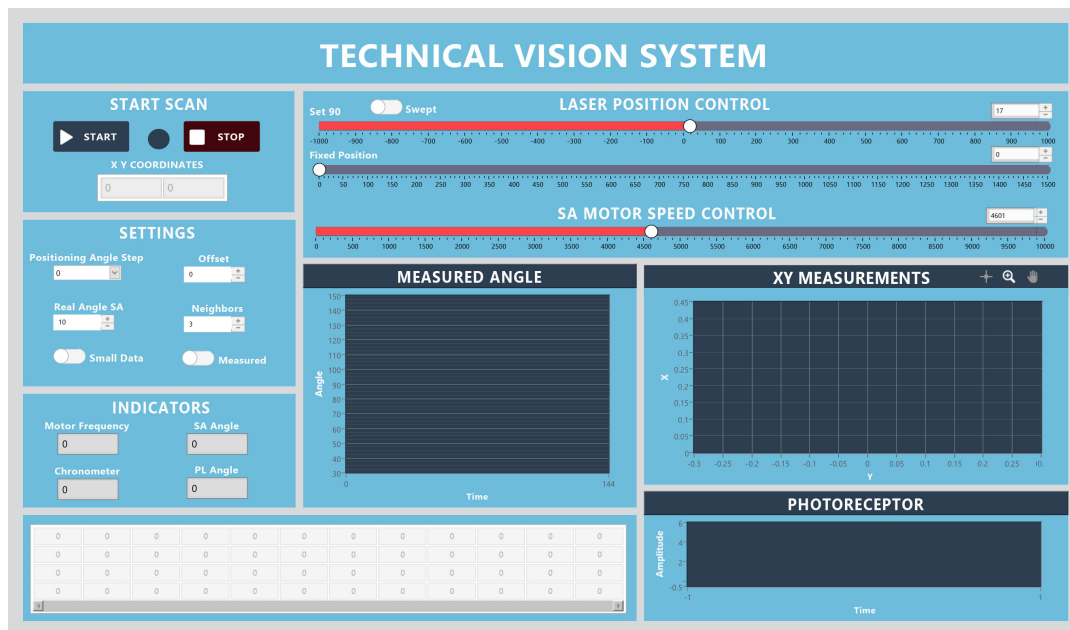 TECHNICAL VISION SYSTEM
START SCAN
START
STOP
X Y COORDINATES
0 0
SETTINGS
Positioning Angle Step Offset
0 0
Real Angle SA Neighbors
10 3
Small Data Measured
INDICATORS
Motor Frequency SA Angle
0 0
Chronometer PL Angle
0 0
LASER POSITION CONTROL
Set 90 Swept 17
-1000 -900 -800 -700 -600 -500 -400 -300 -200 -100 0 100 200 300 400 500 600 700 800 900 1000
Fixed Position 0
0 50 100 150 200 250 300 350 400 450 500 550 600 650 700 750 800 850 900 950 1000 1050 1100 1150 1200 1250 1300 1350 1400 1450 1500
SA MOTOR SPEED CONTROL 4601
0 500 1000 1500 2000 2500 3000 3500 4000 4500 5000 5500 6000 6500 7000 7500 8000 8500 9000 9500 10000
MEASURED ANGLE
150
140
130
120
110
100
90
80
70
60
50
40
30
Angle
0 144
Time
XY MEASUREMENTS
0.45
0.4
0.35
0.3
0.25
0.2
0.15
0.1
0.05
0
X
-0.3 -0.25 -0.2 -0.15 -0.1 -0.05 0 0.05 0.1 0.15 0.2 0.25 0.
Y
PHOTORECEPTOR
6
4
2
-0.5
Amplitude
-1 1
Time
0 0 0 0 0 0 0 0 0 0 0 0
0 0 0 0 0 0 0 0 0 0 0 0
0 0 0 0 0 0 0 0 0 0 0 0
0 0 0 0 0 0 0 0 0 0 0 0